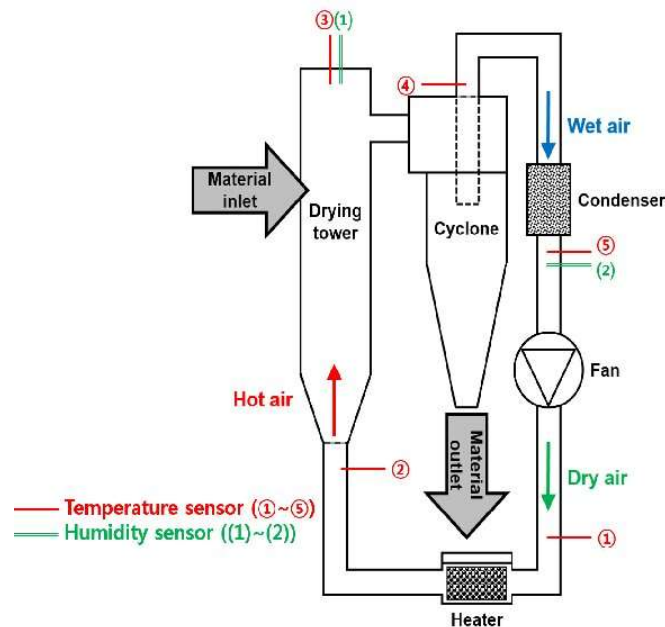 ③(1)
④
Wet air
Material
inlet
Drying
tower
Cyclone
Condenser
⑤
(2)
Fan
Hot air
②
Material
outlet
Dry air
Temperature sensor (①~⑤)
Humidity sensor ((1)~(2))
①
Heater